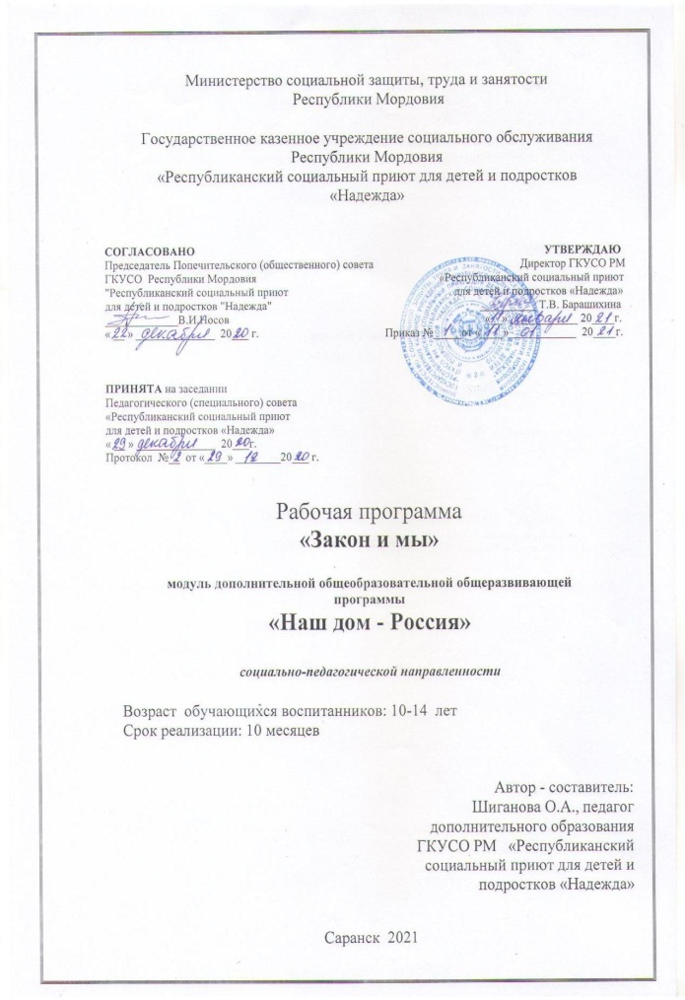 Министерство социальной защиты, труда и занятости
Республики Мордовия
Государственное казенное учреждение социального обслуживания
Республики Мордовия
«Республиканский социальный приют для детей и подростков
«Надежда»
СОГЛАСОВАНО
Председатель Попечительского (общественного) совета
ГКУСО Республики Мордовия
"Республиканский социальный приют
для детей и подростков "Надежда"
В.И.Носов
«22» декабря 2020 г.
УТВЕРЖДАЮ
Директор ГКУСО РМ
«Республиканский социальный приют
для детей и подростков «Надежда»
Т.В. Барашихина
«11» января 20 21 г.
Приказ № от « 11 » 01 20 21 г.
ПРИНЯТА на заседании
Педагогического (специального) совета
«Республиканский социальный приют
для детей и подростков «Надежда»
«29» декабря 2020г.
Протокол № 2 от « 29 » 12 2020 г.
Рабочая программа
«Закон и мы»
модуль дополнительной общеобразовательной общеразвивающей
программы
«Наш дом - Россия»
социально-педагогической направленности
Возраст обучающихся воспитанников: 10-14 лет
Срок реализации: 10 месяцев
Автор - составитель:
Шиганова О.А., педагог
дополнительного образования
ГКУСО РМ «Республиканский
социальный приют для детей и
подростков «Надежда»
Саранск 2021